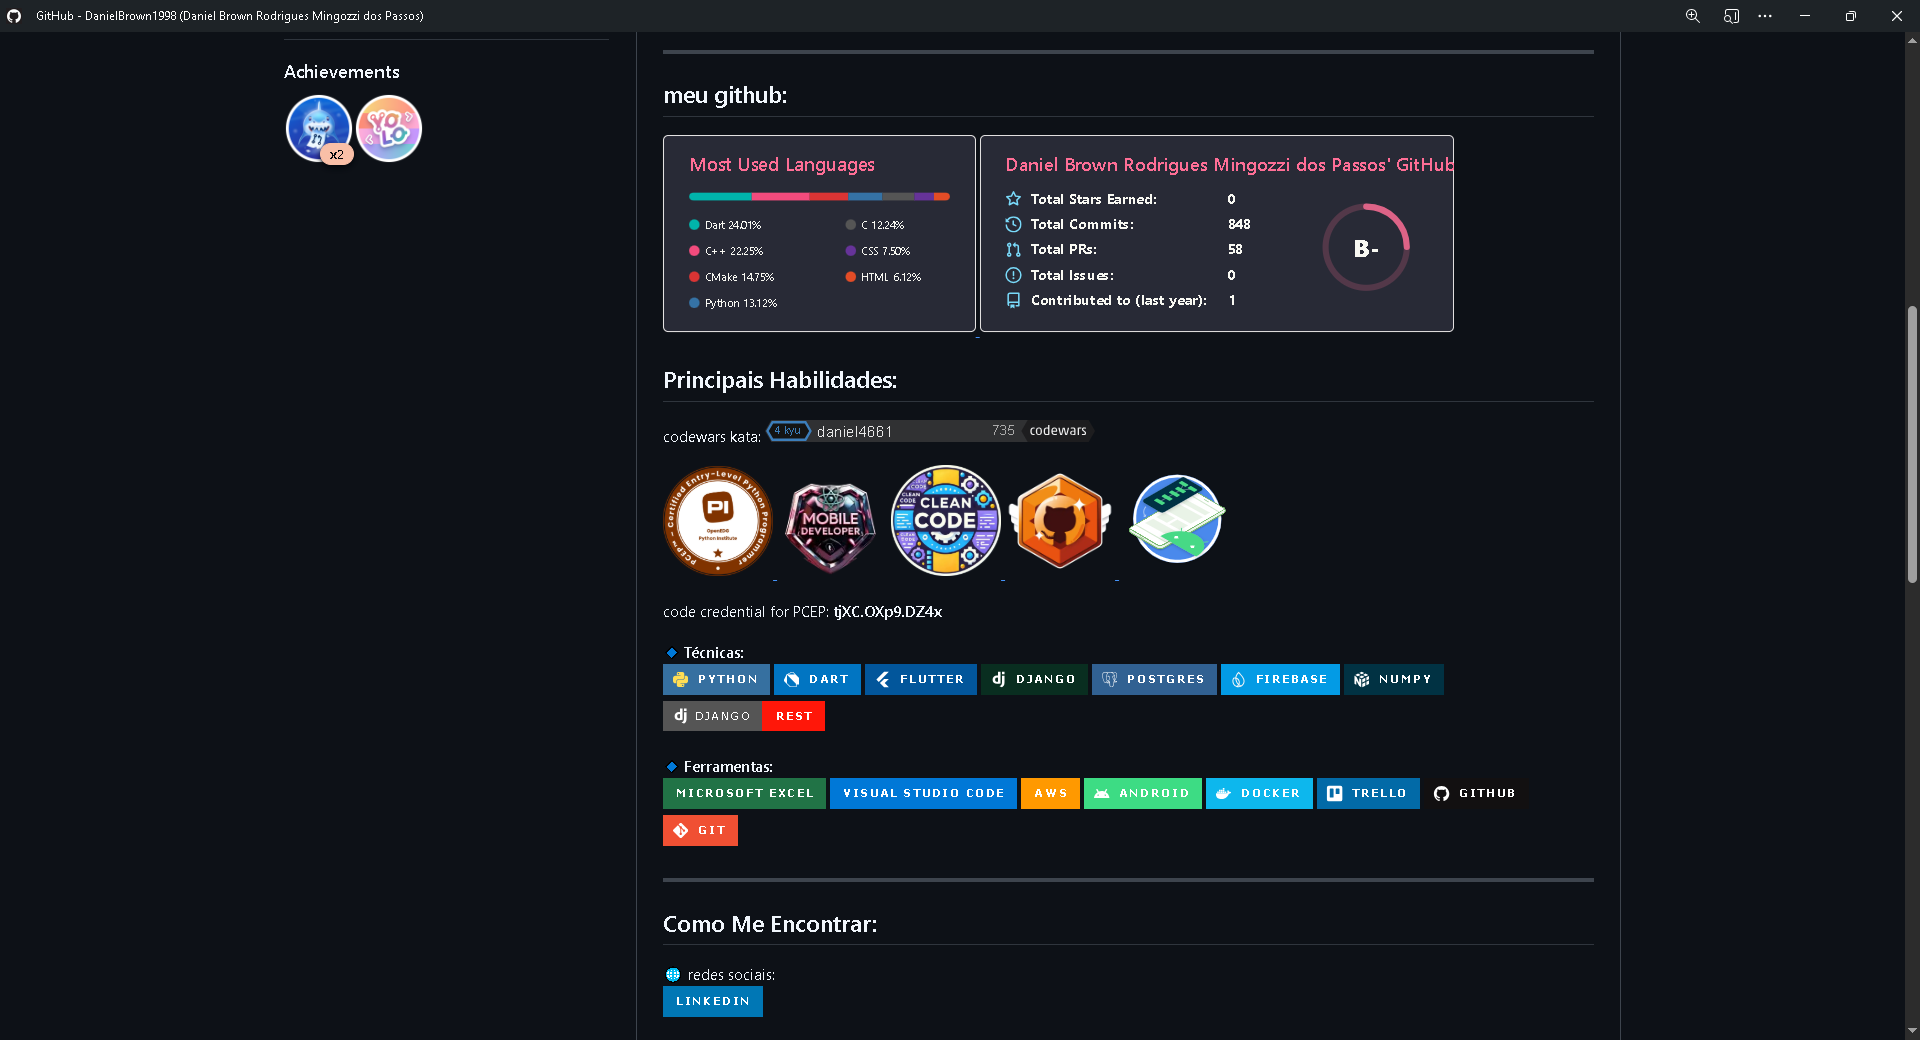 GitHub - DanielBrown1998 (Daniel Brown Rodrigues Mingozzi dos Passos)
Achievements
x2
YOLO
meu github:
Most Used Languages
Dart 24.01%
C++ 22.25%
CMake 14.75%
Python 13.12%
C 12.24%
CSS 7.50%
HTML 6.12%
Daniel Brown Rodrigues Mingozzi dos Passos' GitHub
Total Stars Earned: 0
Total Commits: 848
Total PRs: 58
Total Issues: 0
Contributed to (last year): 1
B-
Principais Habilidades:
codewars kata: 4 kyu daniel4661 735 codewars
PCEP™ • Certified Entry-Level Python Programmer
PI
OpenEDG
Python Institute
MOBILE
DEVELOPER
1
CLEAN
CODE
code credential for PCEP: tjXC.OXp9.DZ4x
Técnicas:
PYTHON DART FLUTTER dj DJANGO POSTGRES FIREBASE NUMPY
dj DJANGO REST
Ferramentas:
MICROSOFT EXCEL VISUAL STUDIO CODE AWS ANDROID DOCKER TRELLO GITHUB
GIT
Como Me Encontrar:
redes sociais:
LINKEDIN